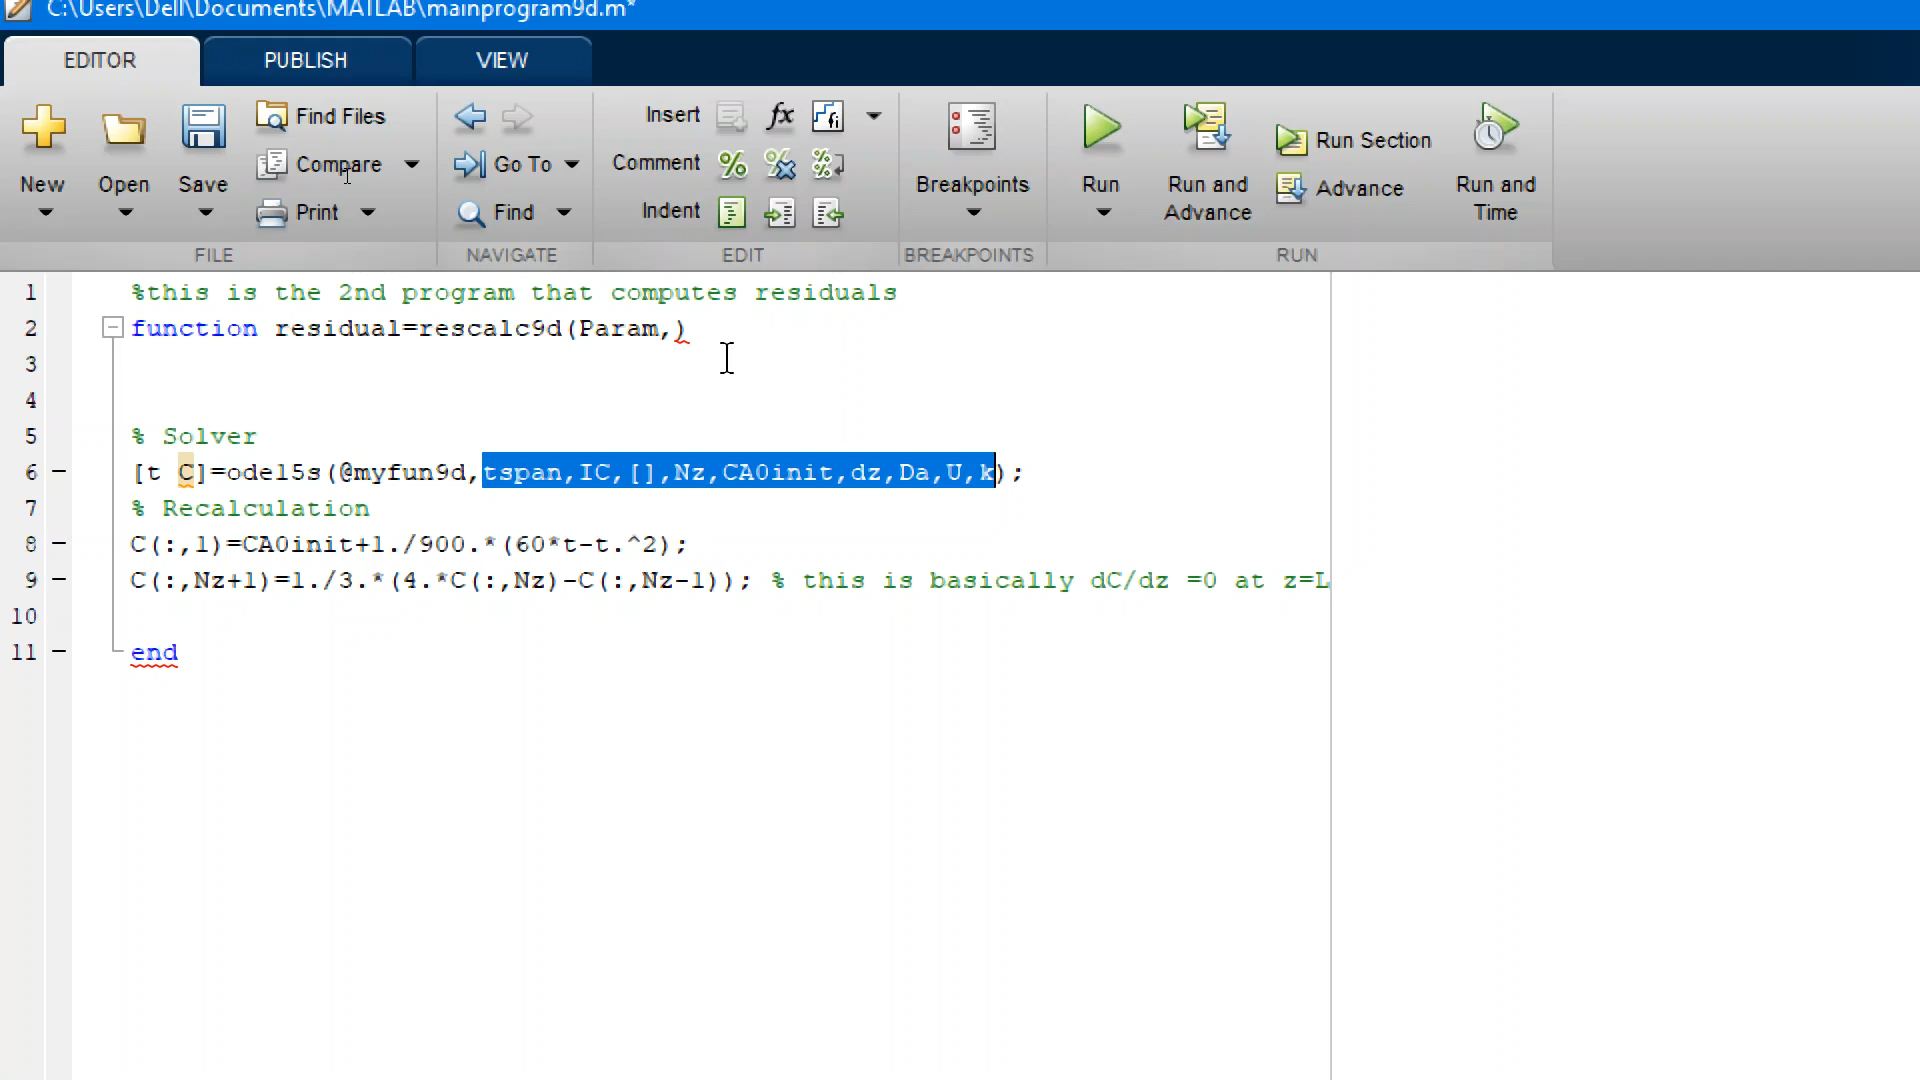 C:\Users\Dell\Documents\MATLAB\mainprogram9d.m*
EDITOR PUBLISH VIEW
New
Open
Save
Find Files
Compare
Print
FILE
Go To
Find
NAVIGATE
Insert
Comment
Indent
EDIT
Breakpoints
BREAKPOINTS
Run
Run and
Advance
Run Section
Advance
Run and
Time
RUN
1 %this is the 2nd program that computes residuals
2 function residual=rescalc9d(Param,)
3
4
5 % Solver
6 [t C]=ode15s(@myfun9d,tspan,IC,[],Nz,CA0init,dz,Da,U,k);
7 % Recalculation
8 C(:,1)=CA0init+1./900.*(60*t-t.^2);
9 C(:,Nz+1)=1./3.*(4.*C(:,Nz)-C(:,Nz-1)); % this is basically dC/dz =0 at z=L
10
11 end